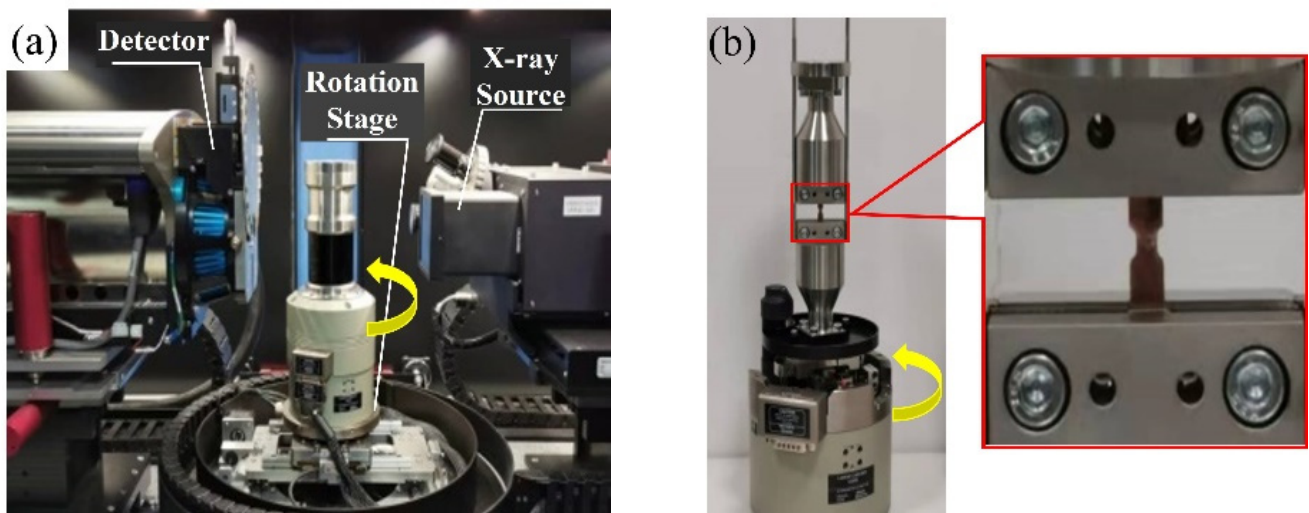 (a)
Detector
Rotation
Stage
X-ray
Source
(b)